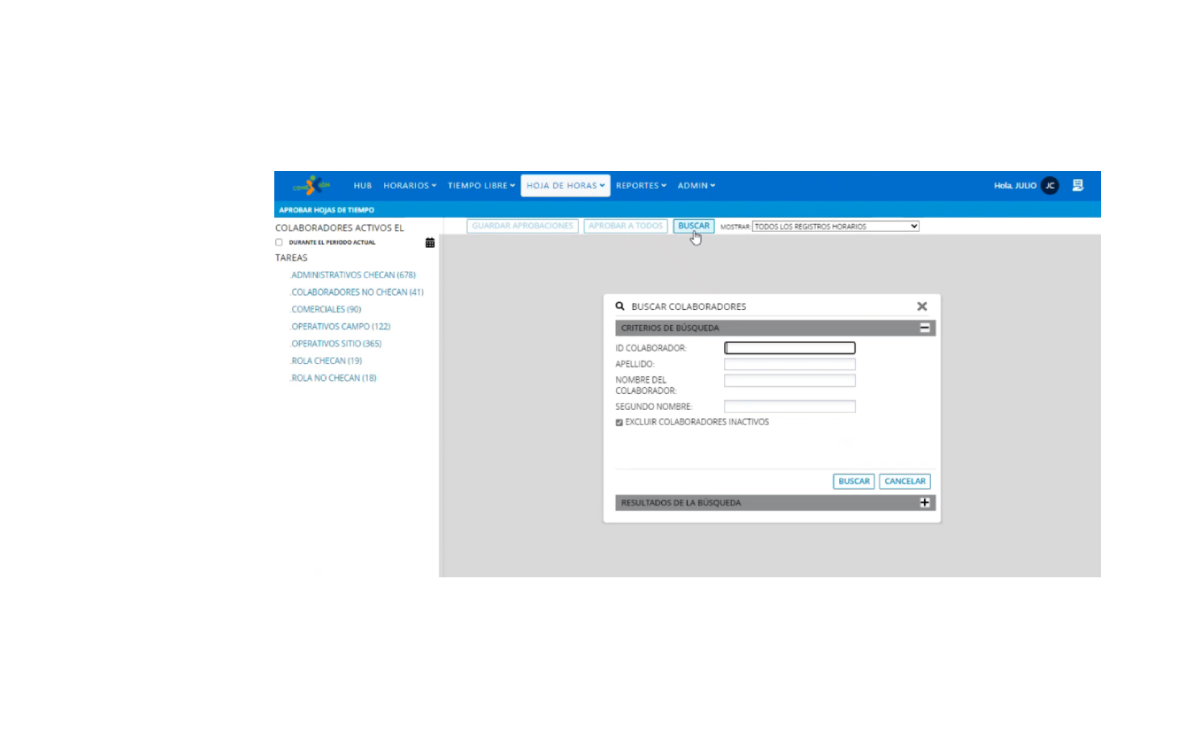 HUB HORARIOS TIEMPO LIBRE HOJA DE HORAS REPORTES ADMIN Hola, JULIO JC
APROBAR HOJAS DE TIEMPO
COLABORADORES ACTIVOS EL
DURANTE EL PERIODO ACTUAL
TAREAS
.ADMINISTRATIVOS CHECAN (678)
.COLABORADORES NO CHECAN (41)
.COMERCIALES (90)
.OPERATIVOS CAMPO (122)
.OPERATIVOS SITIO (365)
.ROLA CHECAN (19)
.ROLA NO CHECAN (18)
GUARDAR APROBACIONES APROBAR A TODOS BUSCAR MOSTRAR TODOS LOS REGISTROS HORARIOS
BUSCAR COLABORADORES
CRITERIOS DE BÚSQUEDA
ID COLABORADOR:
APELLIDO:
NOMBRE DEL
COLABORADOR:
SEGUNDO NOMBRE:
EXCLUIR COLABORADORES INACTIVOS
BUSCAR CANCELAR
RESULTADOS DE LA BÚSQUEDA